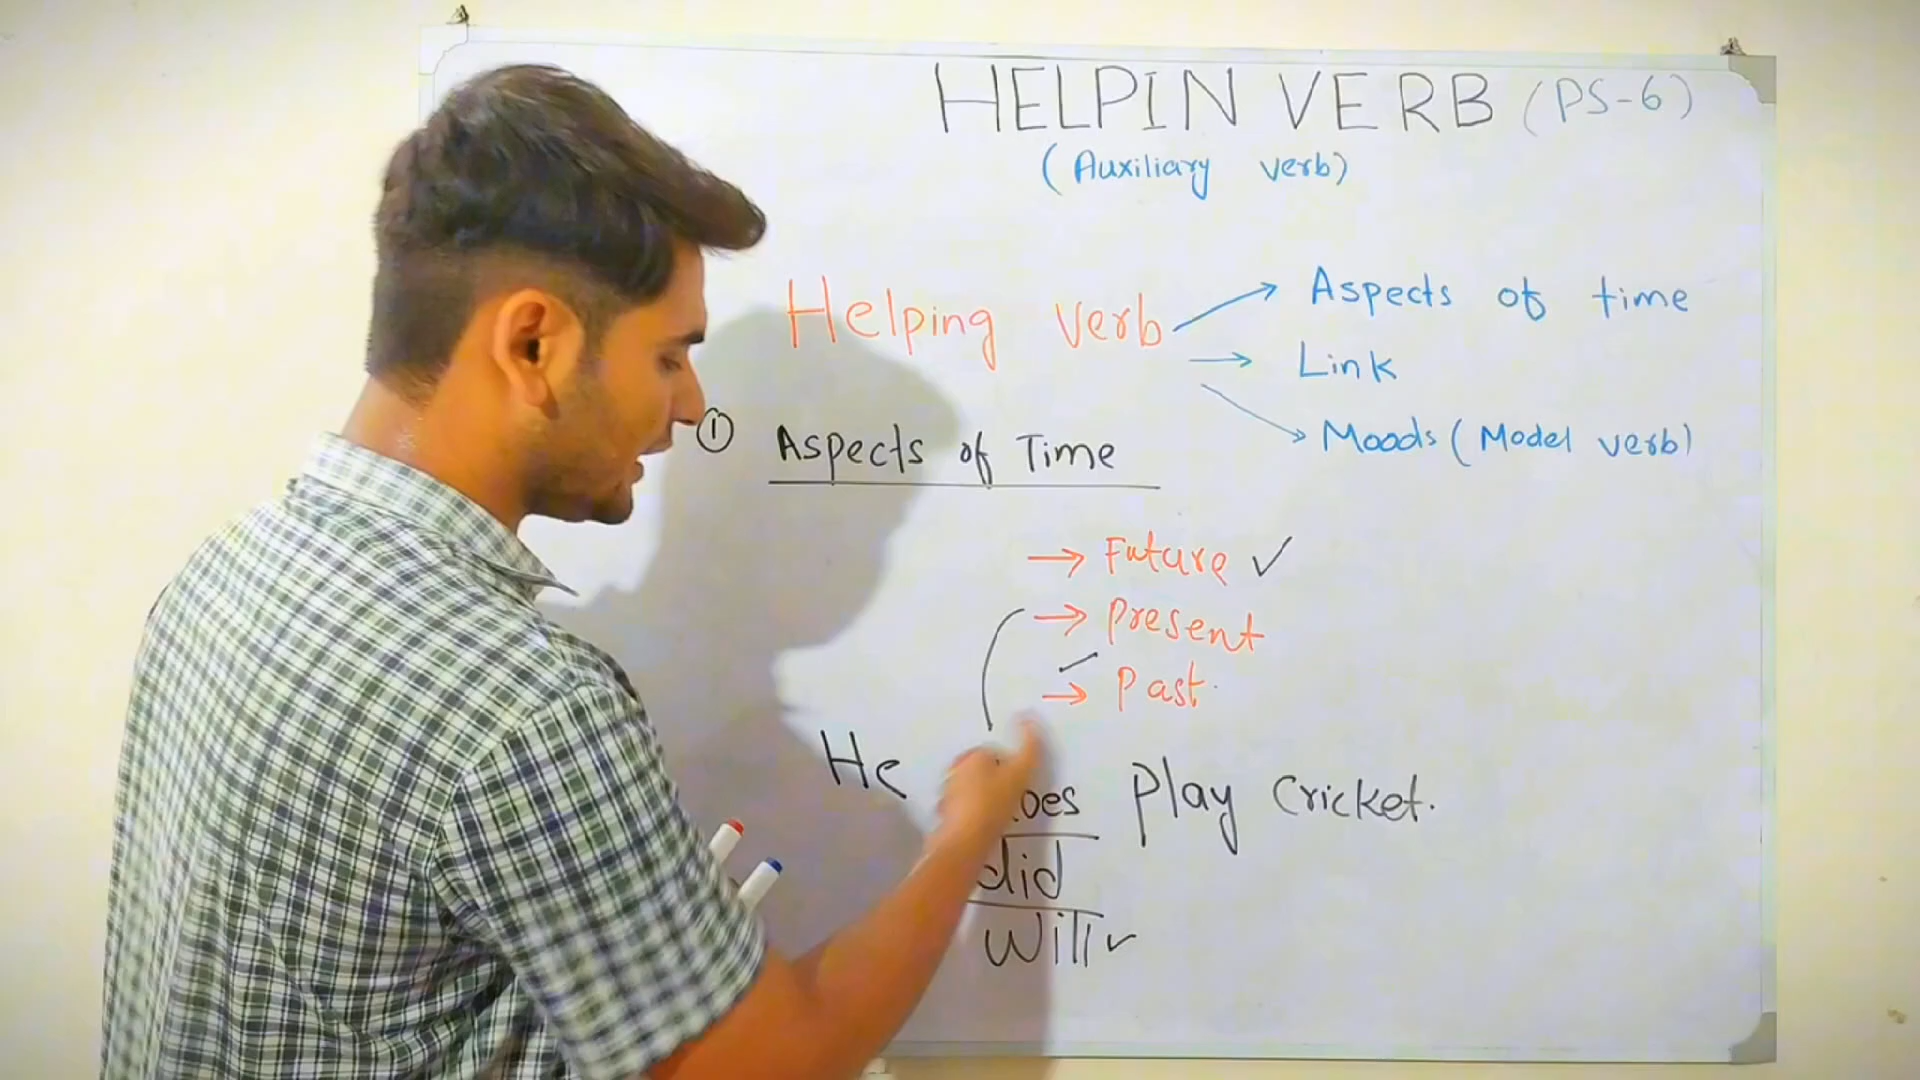 HELPIN VERB (PS-6)
(Auxiliary verb)
Helping verb → Aspects of time
→ Link
→ Moods (Model verb)
① Aspects of Time
→ Future ✓
→ Present
→ Past.
He Play Cricket.
did
Will